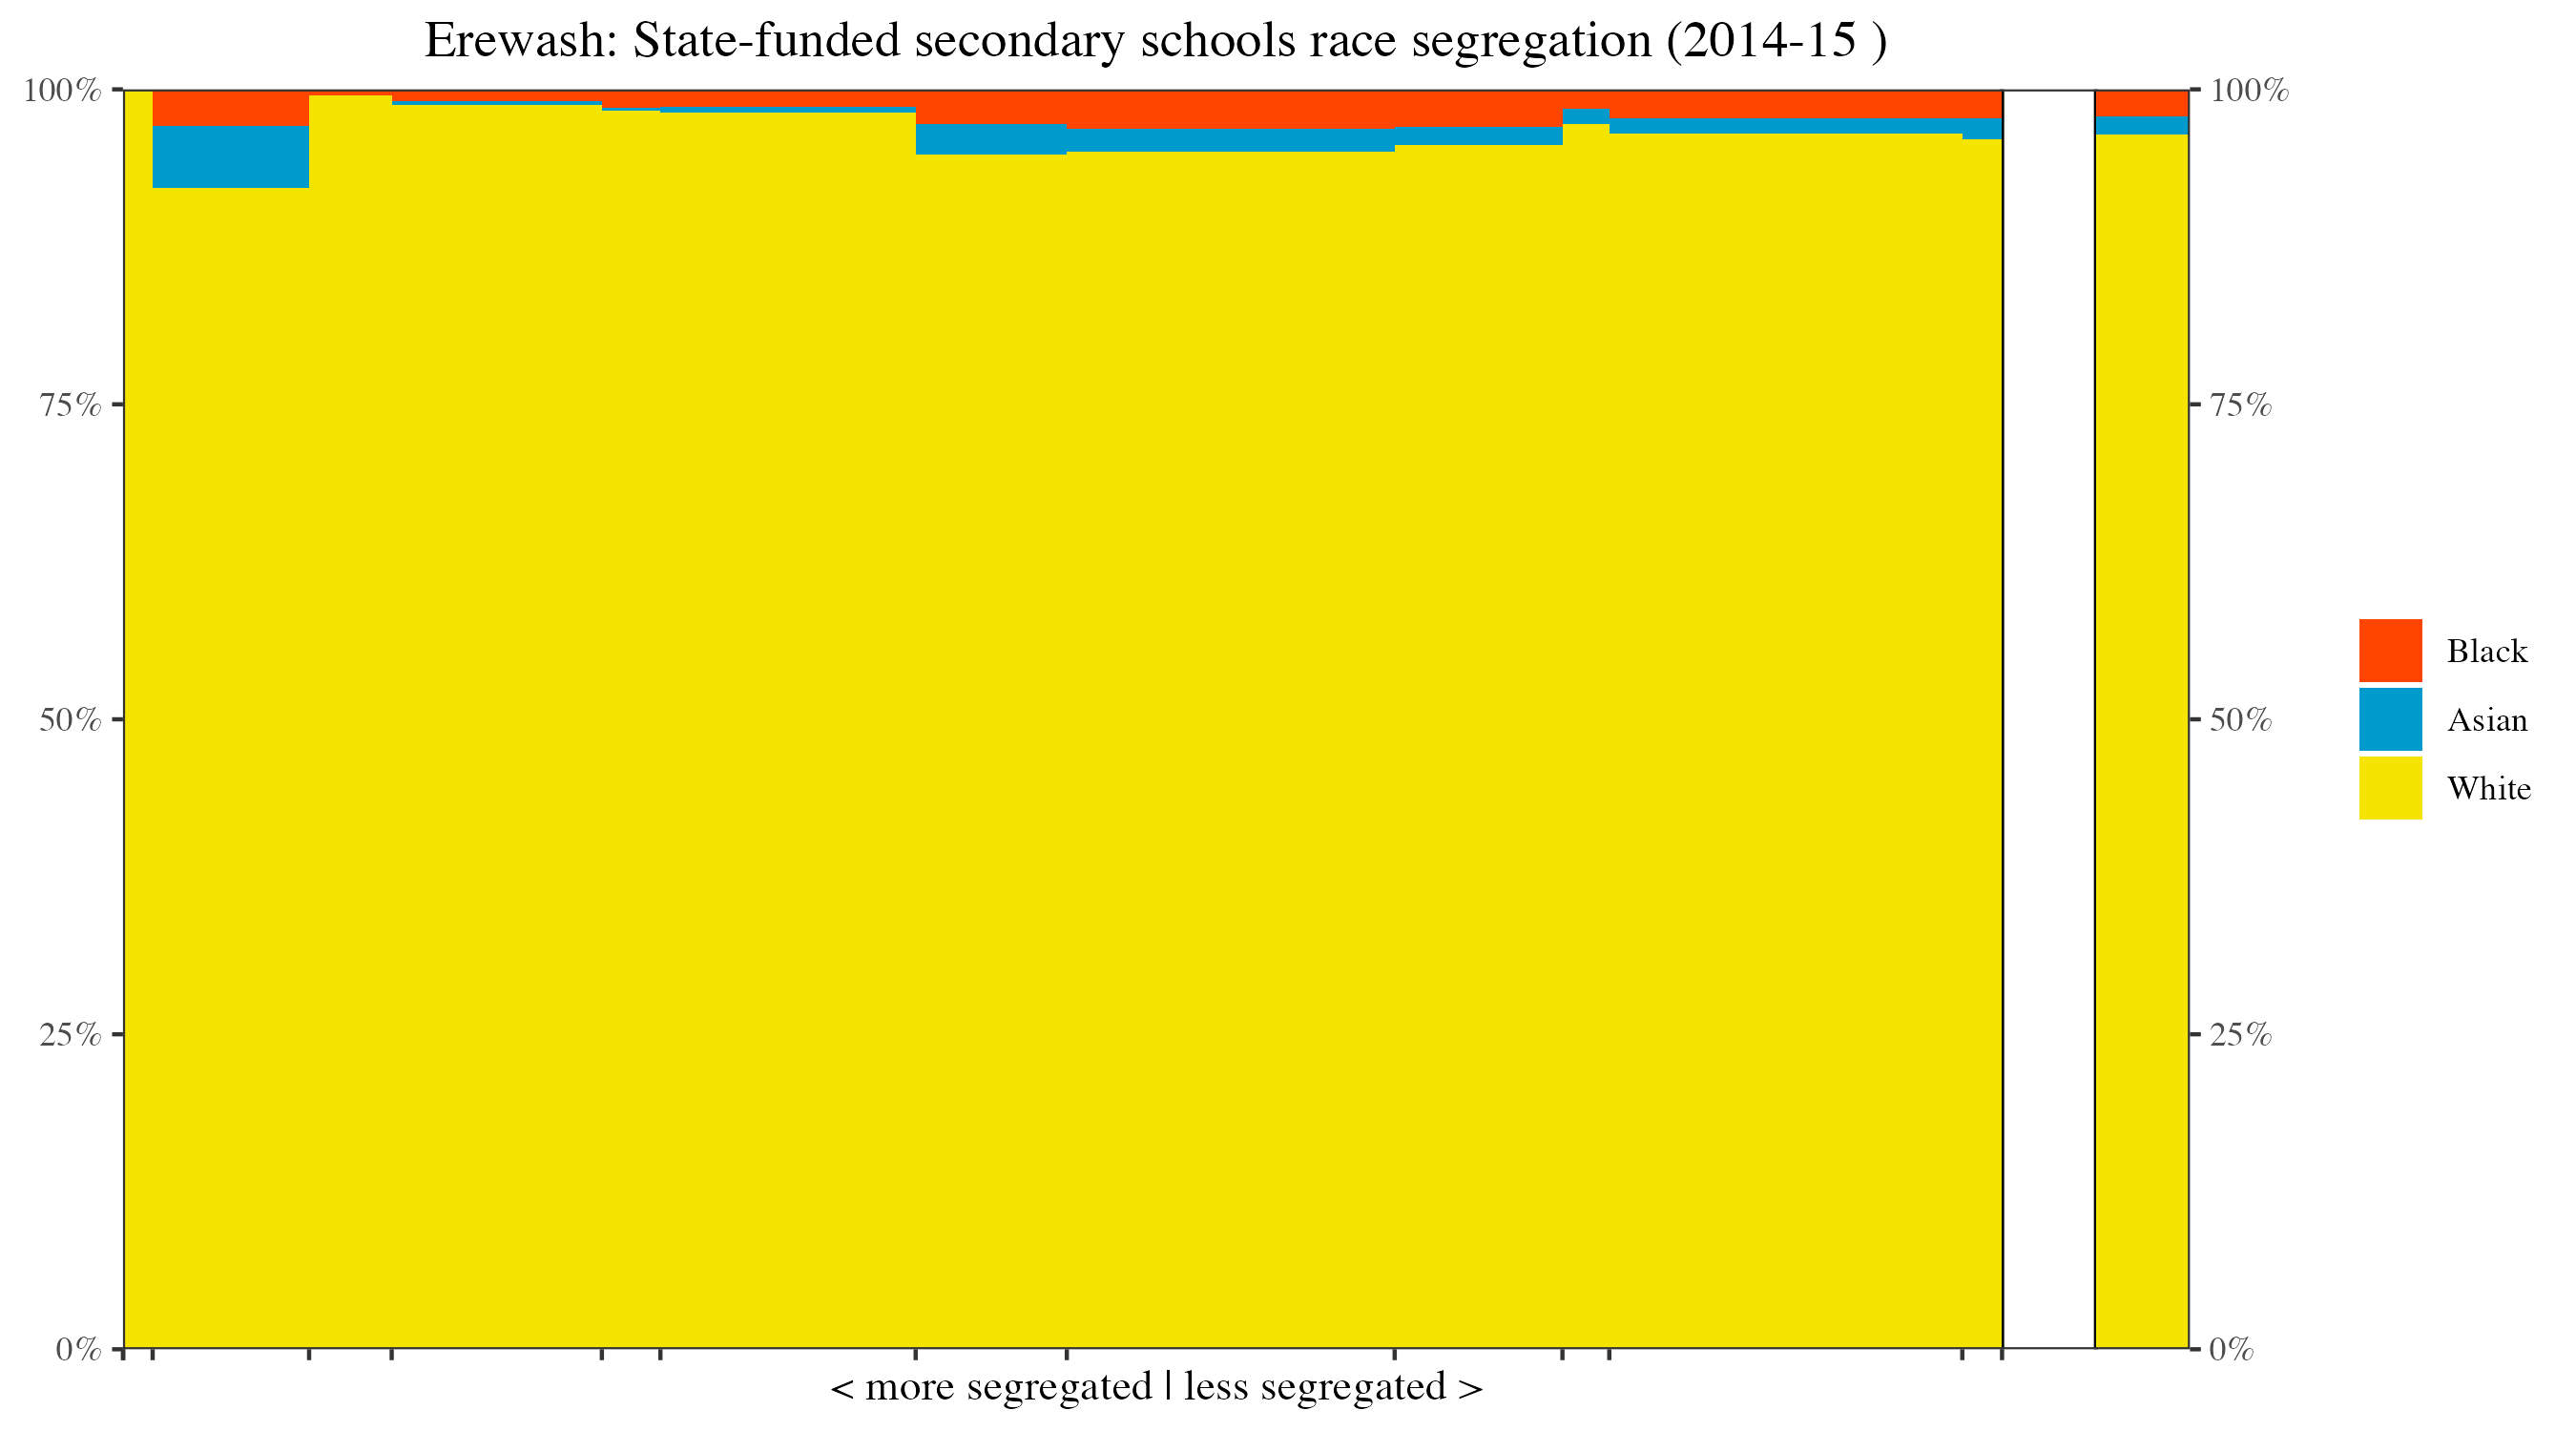 Erewash: State-funded secondary schools race segregation (2014-15 )
100%
75%
50%
25%
0%
100%
75%
50%
25%
0%
< more segregated | less segregated >
Black
Asian
White